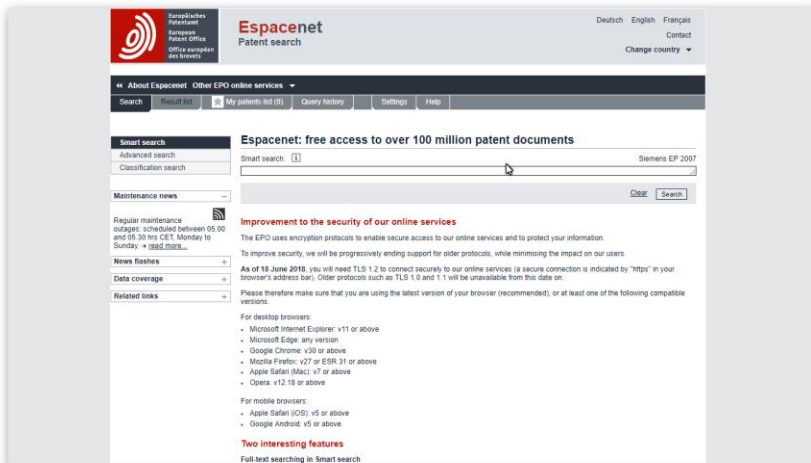 Europäisches
Patentamt
European
Patent Office
Office européen
des brevets
Espacenet
Patent search
Deutsch English Français
Contact
Change country
About Espacenet Other EPO online services
Search Result list My patents list (0) Query history Settings Help
Smart search
Advanced search
Classification search
Maintenance news
Regular maintenance
outages: scheduled between 05.00
and 05.30 hrs CET, Monday to
Sunday. → read more...
News flashes
Data coverage
Related links
Espacenet: free access to over 100 million patent documents
Smart search: i Siemens EP 2007
Clear Search
Improvement to the security of our online services
The EPO uses encryption protocols to enable secure access to our online services and to protect your information.
To improve security, we will be progressively ending support for older protocols, while minimising the impact on our users.
As of 18 June 2018, you will need TLS 1.2 to connect securely to our online services (a secure connection is indicated by "https" in your
browser's address bar). Older protocols such as TLS 1.0 and 1.1 will be unavailable from this date on.
Please therefore make sure that you are using the latest version of your browser (recommended), or at least one of the following compatible
versions.
For desktop browsers:
• Microsoft Internet Explorer: v11 or above
• Microsoft Edge: any version
• Google Chrome: v30 or above
• Mozilla Firefox: v27 or ESR 31 or above
• Apple Safari (Mac): v7 or above
• Opera: v12.18 or above
For mobile browsers:
• Apple Safari (iOS): v5 or above
• Google Android: v5 or above
Two interesting features
Full-text searching in Smart search